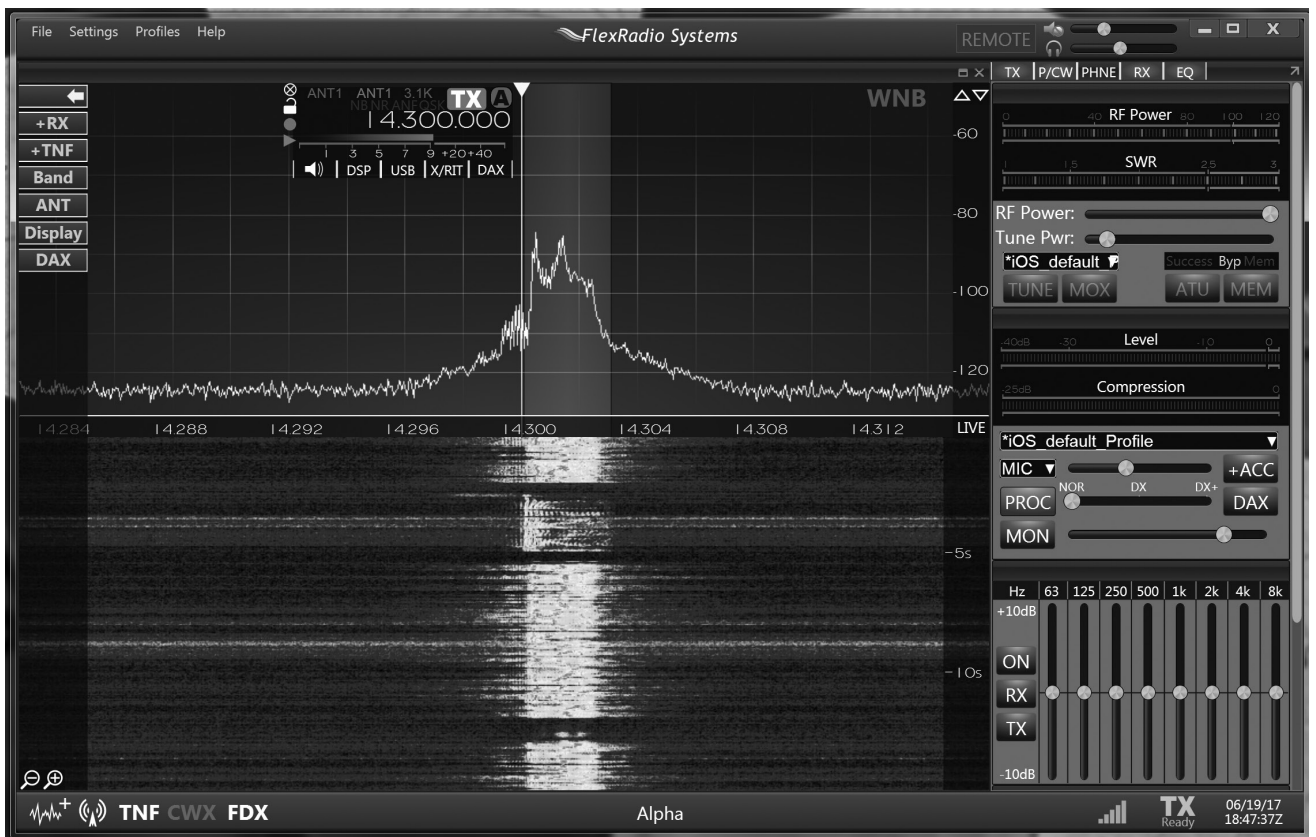 File Settings Profiles Help
FlexRadio Systems
REMOTE
X
TX P/CW PHNE RX EQ
+RX
+TNF
Band
ANT
Display
DAX
ANT1 ANT1 3.1K TX A
NB NR ANF QSK
14.300.000
1 3 5 7 9 +20 +40
DSP USB X/RIT DAX
WNB
-60
-80
-100
-120
14.284 14.288 14.292 14.296 14.300 14.304 14.308 14.312 LIVE
-5s
-10s
0 40 RF Power 80 100 120
1 1.5 SWR 2.5 3
RF Power:
Tune Pwr:
*iOS_default_P
Success Byp Mem
TUNE MOX ATU MEM
-40dB -30 Level -10 0
-25dB Compression 0
*iOS_default_Profile
MIC +ACC
NOR DX DX+
PROC DAX
MON
Hz 63 125 250 500 1k 2k 4k 8k
+10dB
ON
RX
TX
-10dB
TNF CWX FDX
Alpha
TX
Ready
06/19/17
18:47:37Z